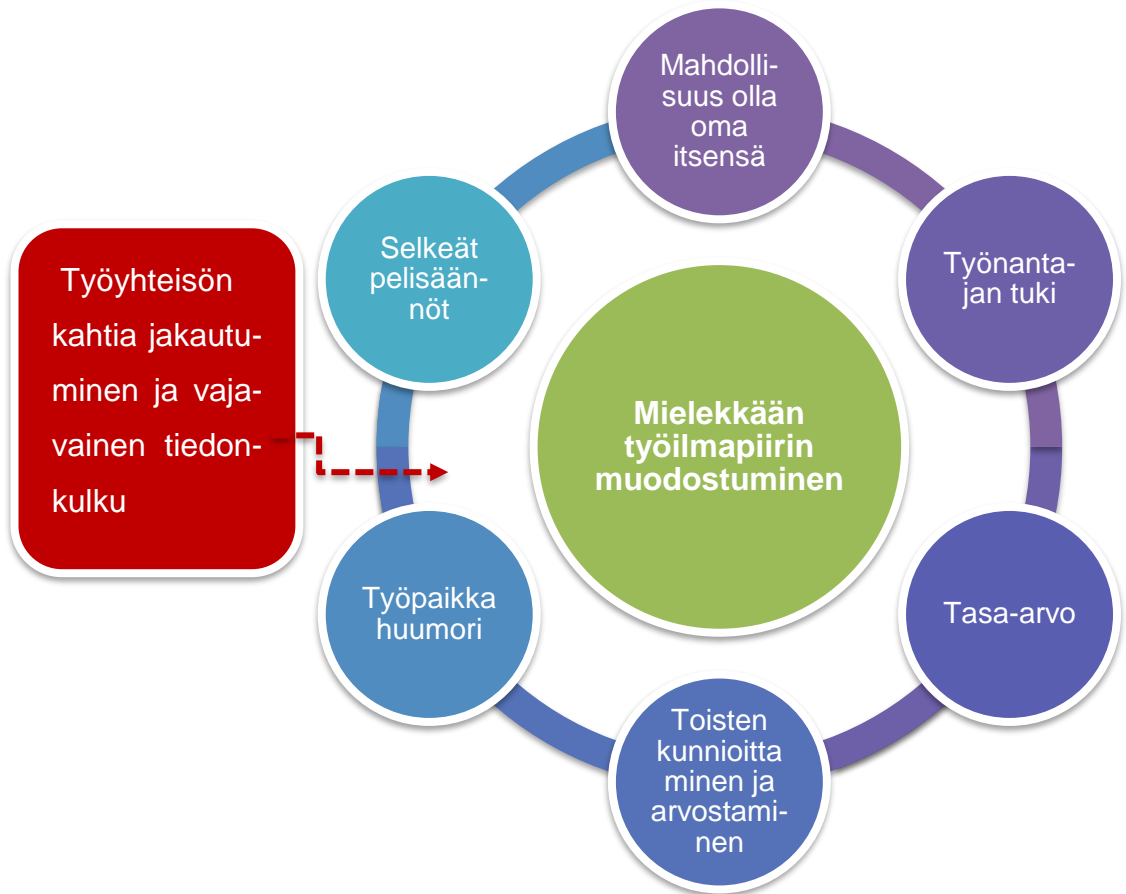 Mahdolli-
suus olla
oma
itsensä
Työnanta-
jan tuki
Tasa-arvo
Toisten
kunnioitta
minen ja
arvostami-
nen
Työpaikka
huumori
Selkeät
pelisään-
nöt
Mielekkään
työilmapiirin
muodostuminen
Työyhteisön
kahtia jakautu-
minen ja vaja-
vainen tiedon-
kulku